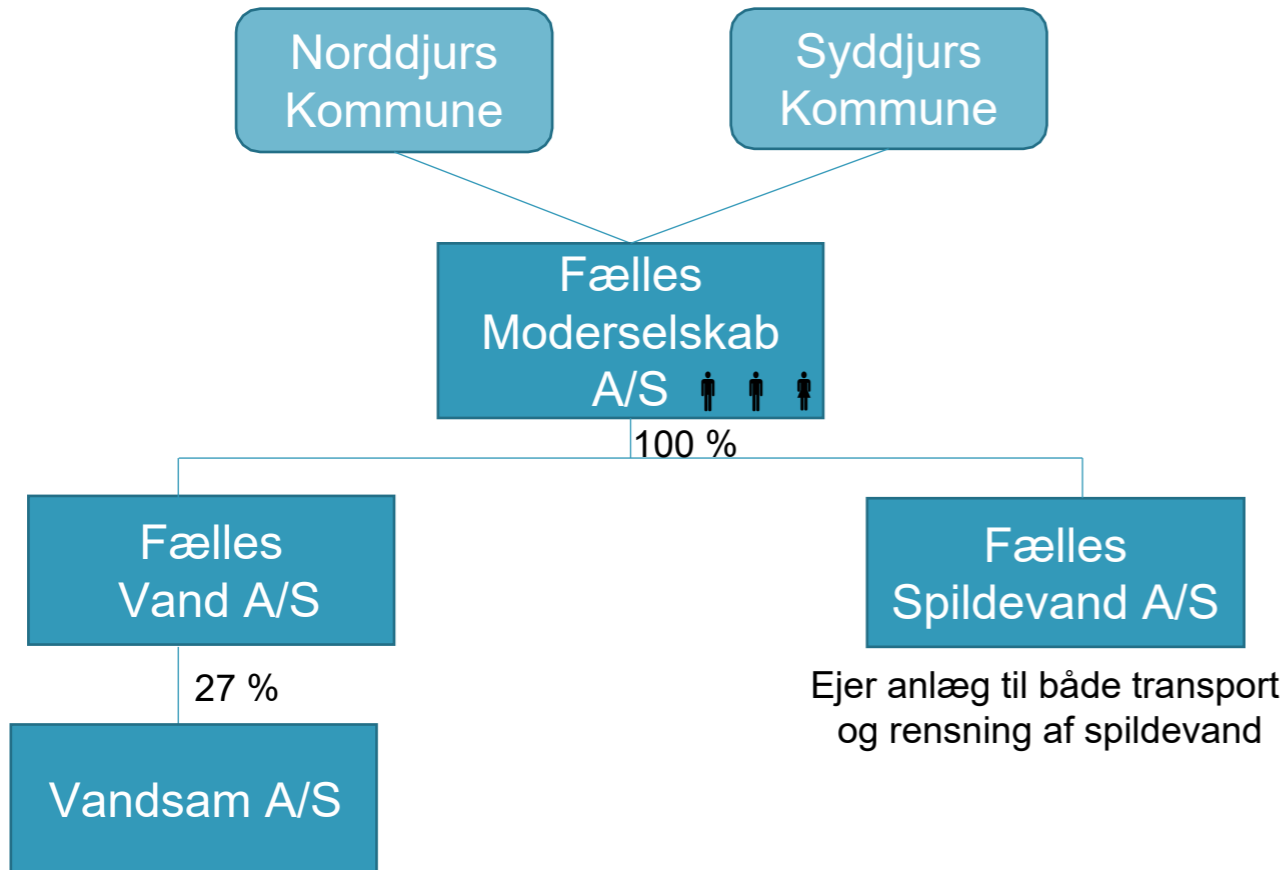 Norddjurs
Kommune
Syddjurs
Kommune
Fælles
Moderselskab
A/S
100 %
Fælles
Vand A/S
Fælles
Spildevand A/S
27 %
Ejer anlæg til både transport
og rensning af spildevand
Vandsam A/S